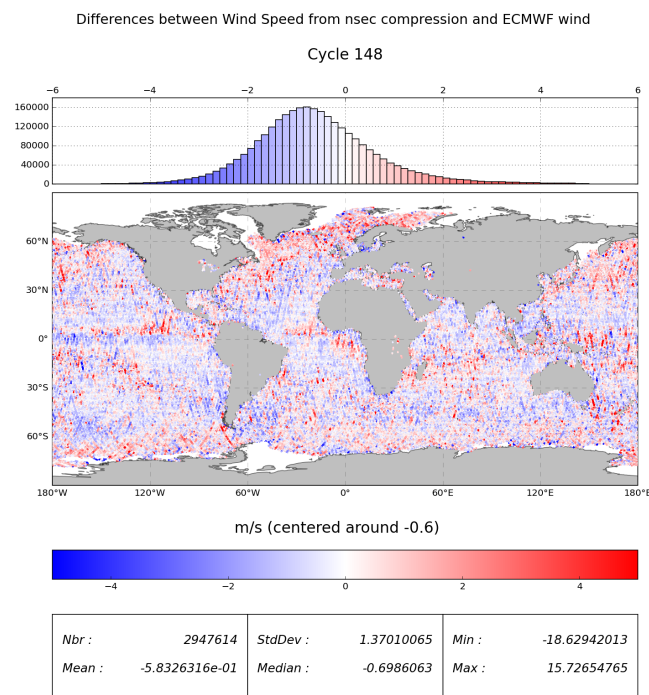 Differences between Wind Speed from nsec compression and ECMWF wind
Cycle 148
−6 −4 −2 0 2 4 6
160000
120000
80000
40000
0
60°N
30°N
0°
30°S
60°S
180°W 120°W 60°W 0° 60°E 120°E 180°E
m/s (centered around -0.6)
−4 −2 0 2 4
Nbr : 2947614 StdDev : 1.37010065 Min : -18.62942013
Mean : -5.8326316e-01 Median : -0.6986063 Max : 15.72654765